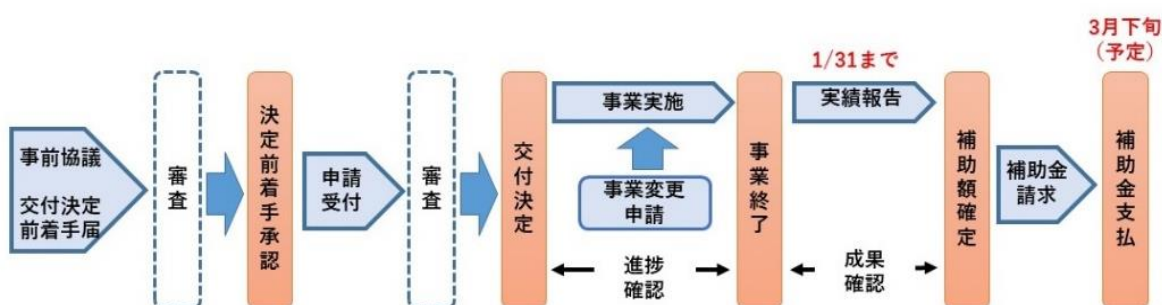 事前協議
交付決定
前着手届
審査
決定前着手承認
申請
受付
審査
交付決定
事業実施
事業変更
申請
進捗
確認
事業終了
1/31まで
実績報告
成果
確認
補助額確定
補助金
請求
3月下旬
(予定)
補助金支払